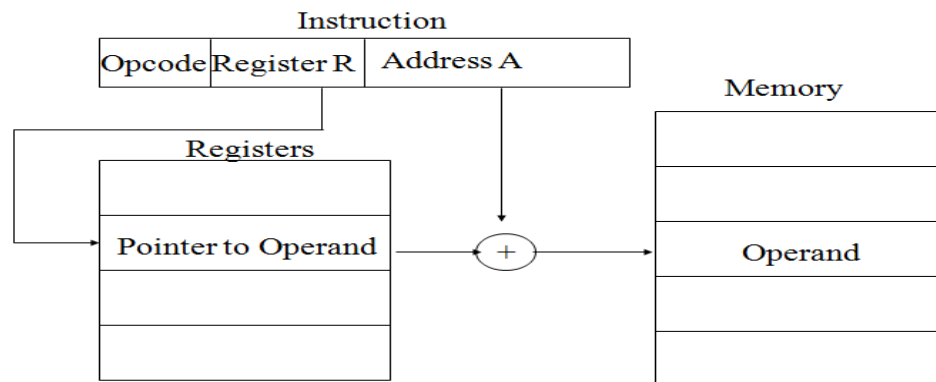 Instruction
Opcode Register R Address A
Memory
Registers
Pointer to Operand + Operand